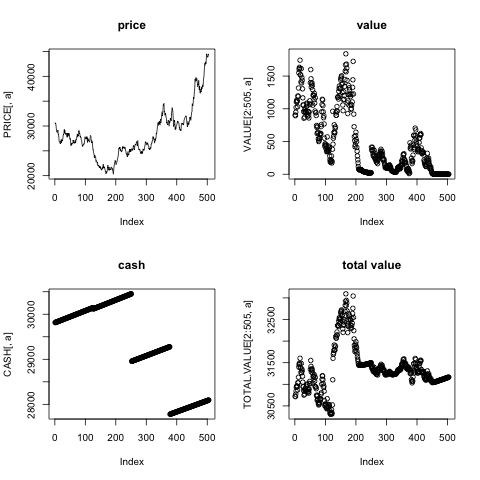 price
PRICE[, a]
20000 30000 40000
0 100 200 300 400 500
Index
value
VALUE[2:505, a]
0 500 1000 1500
0 100 200 300 400 500
Index
cash
CASH[, a]
28000 29000 30000
0 100 200 300 400 500
Index
total value
TOTAL.VALUE[2:505, a]
30500 31500 32500
0 100 200 300 400 500
Index